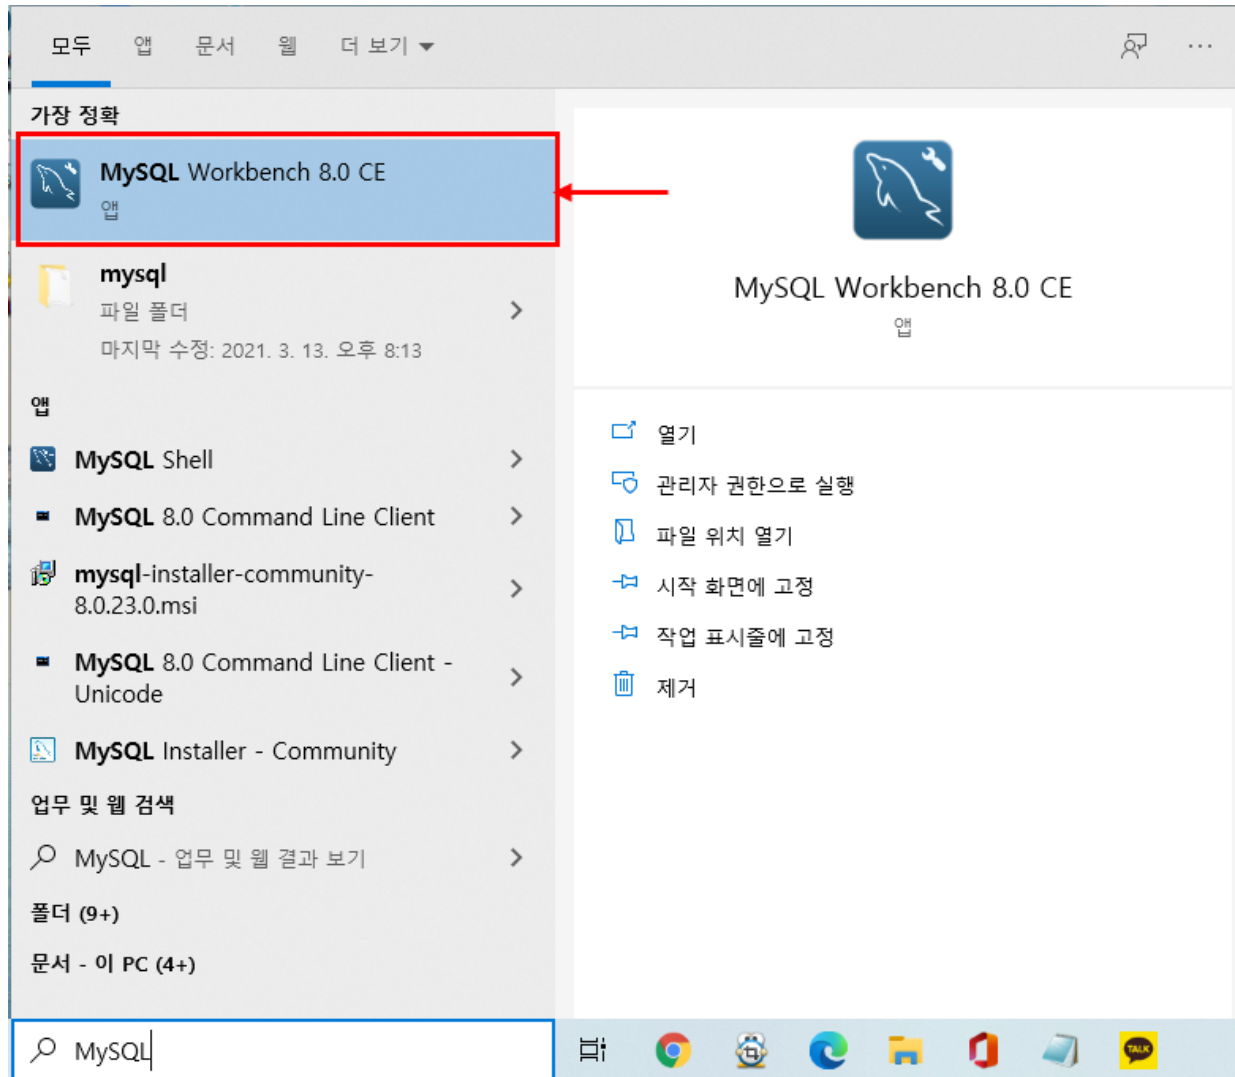 모두 앱 문서 웹 더 보기
가장 정확
MySQL Workbench 8.0 CE
앱
mysql
파일 폴더
마지막 수정: 2021. 3. 13. 오후 8:13
앱
MySQL Shell
MySQL 8.0 Command Line Client
mysql-installer-community-
8.0.23.0.msi
MySQL 8.0 Command Line Client -
Unicode
MySQL Installer - Community
업무 및 웹 검색
MySQL - 업무 및 웹 결과 보기
폴더 (9+)
문서 - 이 PC (4+)
MySQL Workbench 8.0 CE
앱
열기
관리자 권한으로 실행
파일 위치 열기
시작 화면에 고정
작업 표시줄에 고정
제거
MySQL
TALK